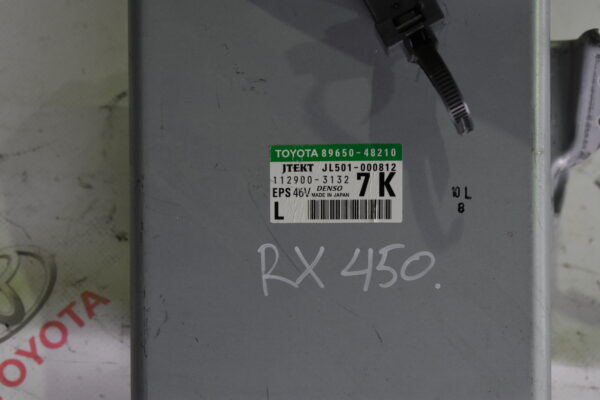 TOYOTA 89650-48210
JTEKT JL501-000812
112900-3132 7K
EPS 46V DENSO MADE IN JAPAN
L
10 L
8
RX 450.
TOYOTA
TOYOTA